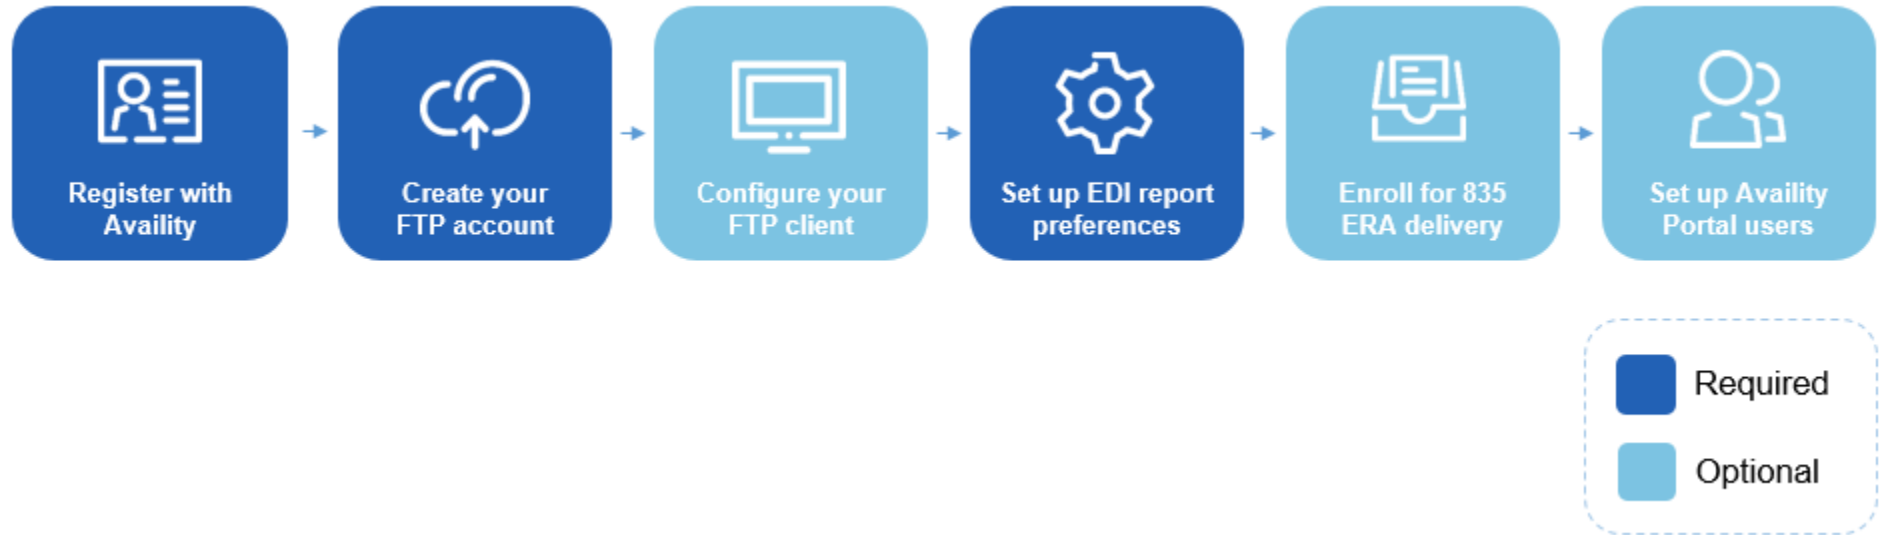 Register with
Availity
Create your
FTP account
Configure your
FTP client
Set up EDI report
preferences
Enroll for 835
ERA delivery
Set up Availity
Portal users
Required
Optional